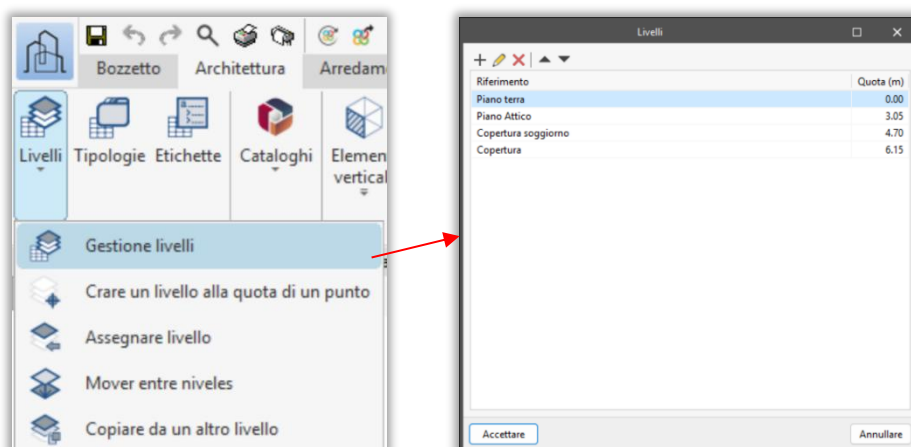 Bozzetto Architettura Arredam
Livelli Tipologie Etichette Cataloghi Elemen
vertical
Gestione livelli
Crare un livello alla quota di un punto
Assegnare livello
Mover entre niveles
Copiare da un altro livello
Livelli
Riferimento Quota (m)
Piano terra 0.00
Piano Attico 3.05
Copertura soggiorno 4.70
Copertura 6.15
Accettare Annullare